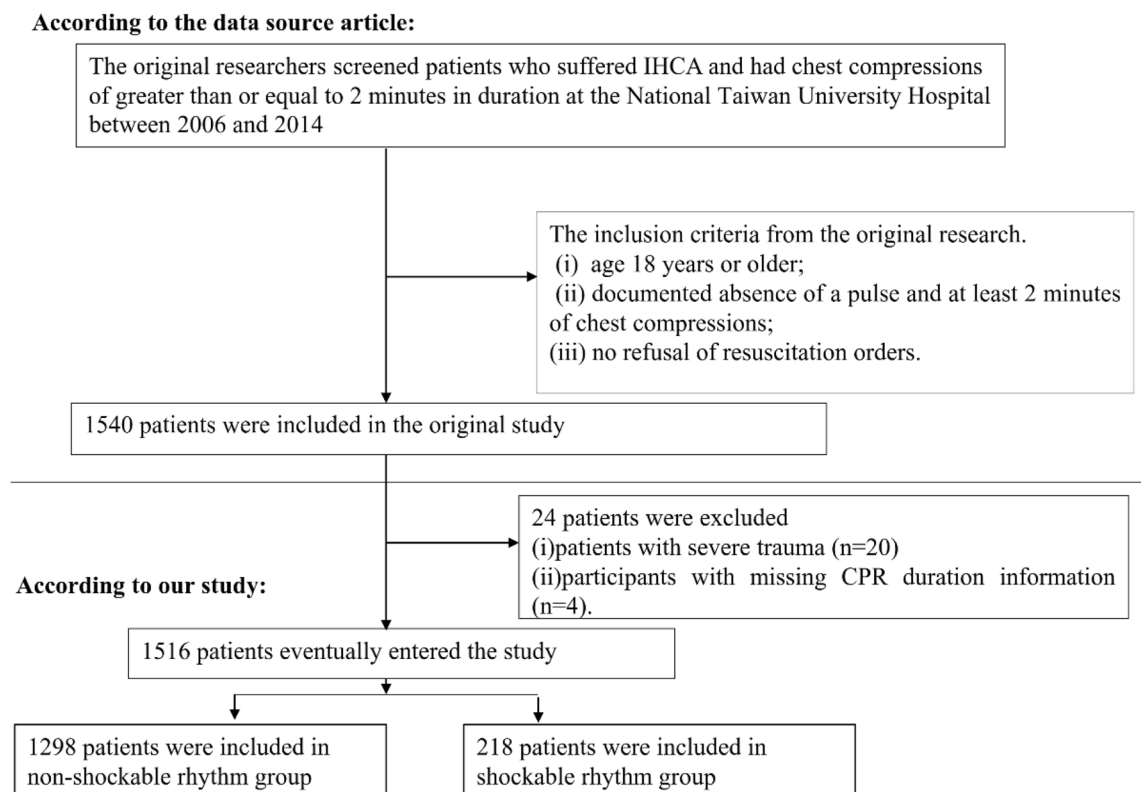 According to the data source article:
The original researchers screened patients who suffered IHCA and had chest compressions
of greater than or equal to 2 minutes in duration at the National Taiwan University Hospital
between 2006 and 2014
The inclusion criteria from the original research.
(i) age 18 years or older;
(ii) documented absence of a pulse and at least 2 minutes
of chest compressions;
(iii) no refusal of resuscitation orders.
1540 patients were included in the original study
24 patients were excluded
(i)patients with severe trauma (n=20)
(ii)participants with missing CPR duration information
(n=4).
According to our study:
1516 patients eventually entered the study
1298 patients were included in
non-shockable rhythm group
218 patients were included in
shockable rhythm group